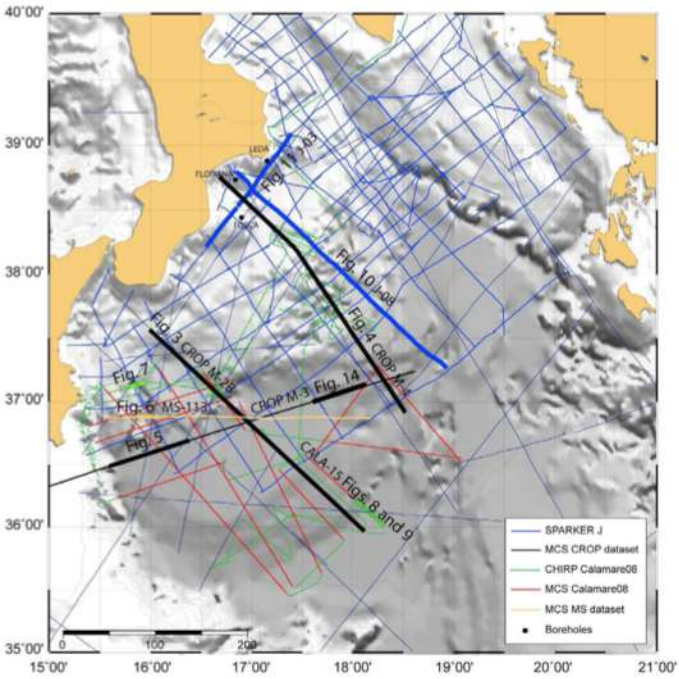 40°00'
39°00'
38°00'
37°00'
36°00'
35°00'
15°00'
16°00'
17°00'
18°00'
19°00'
20°00'
21°00'
LEDA
Fig. 11 J-03
Fig. 10 J-08
Fig. 4 CROP M-4
Fig. 3 CROP M-2B
Fig. 7
CROP M-3 Fig. 14
Fig. 6 MS-113
Fig. 5
CALA-15 Figs. 8 and 9
SPARKER J
MCS CROP dataset
CHIRP Calamare08
MCS Calamare08
MCS MS dataset
Boreholes
0
200